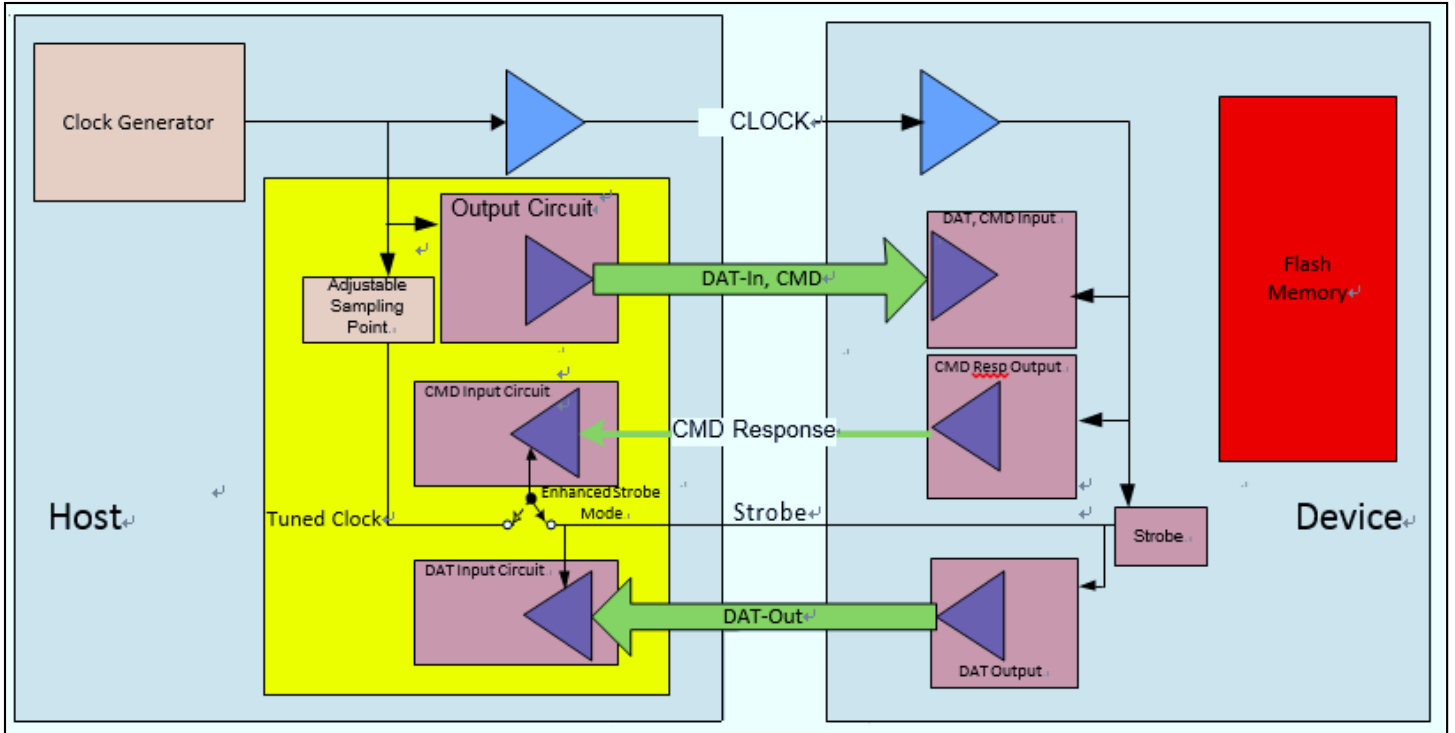 Clock Generator
CLOCK
Output Circuit
DAT, CMD Input
Flash
Memory
DAT-In, CMD
Adjustable
Sampling
Point
CMD Input Circuit
CMD Resp Output
CMD Response
Host
Enhanced Strobe
Mode
Tuned Clock
Strobe
Strobe
Device
DAT Input Circuit
DAT-Out
DAT Output